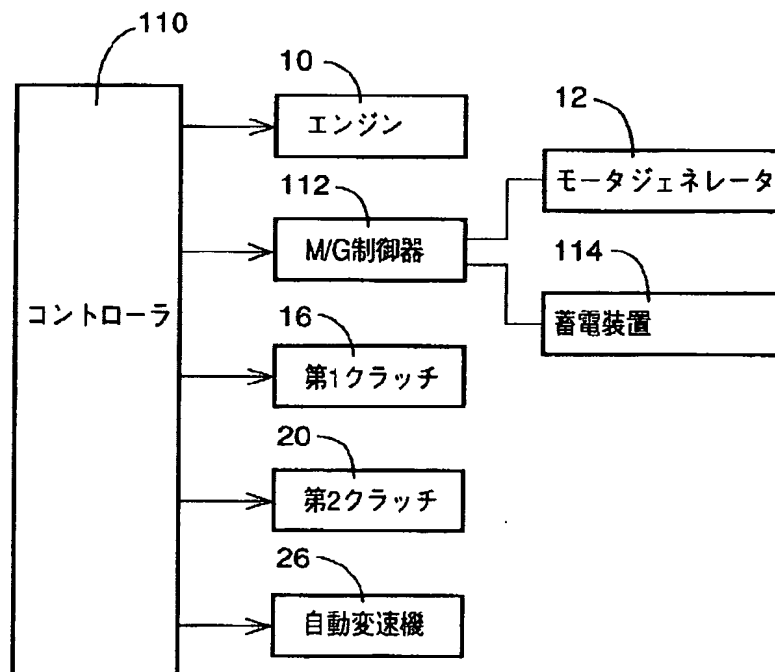 110
10
エンジン
12
モータジェネレータ
112
M/G制御器
114
蓄電装置
コントローラ
16
第1クラッチ
20
第2クラッチ
26
自動変速機